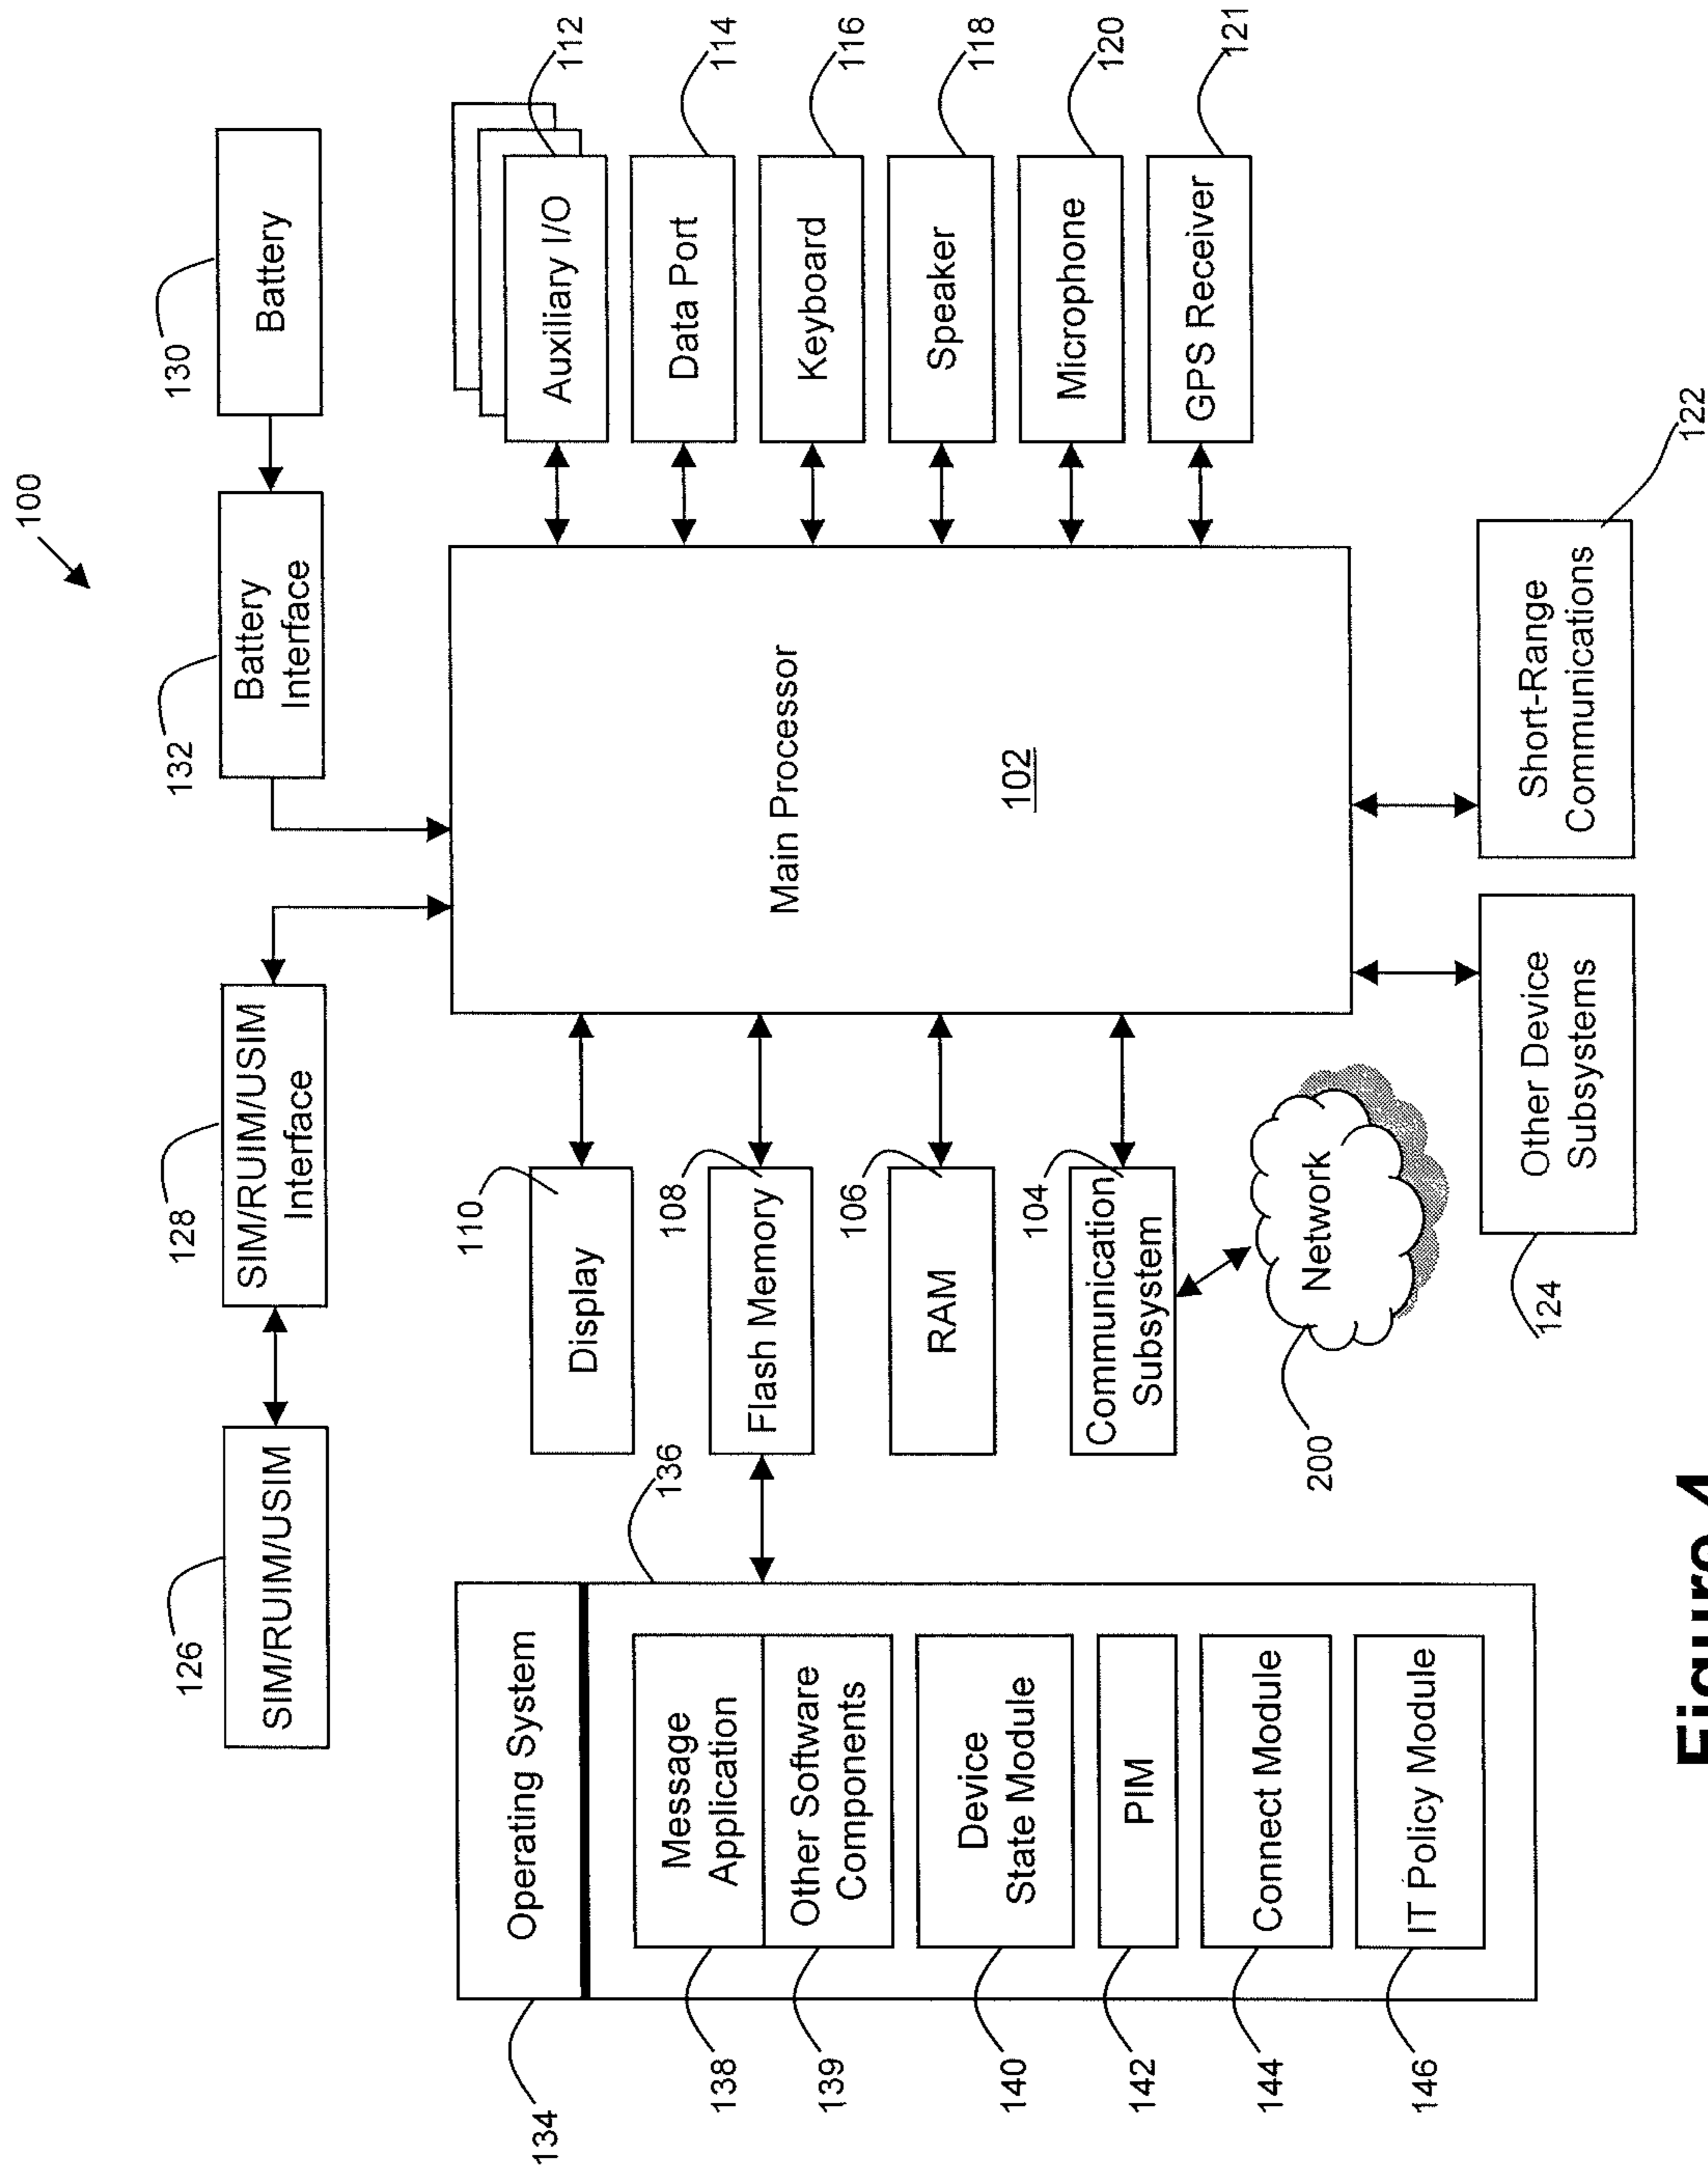 100
126
SIM/RUIM/USIM
128
SIM/RUIM/USIM
Interface
132
Battery
Interface
130
Battery
134
Operating System
136
138
Message
Application
139
Other Software
Components
140
Device
State Module
142
PIM
144
Connect Module
146
IT Policy Module
110
Display
108
Flash Memory
106
RAM
104
Communication
Subsystem
200
Network
Main Processor
102
Auxiliary I/O
112
Data Port
114
Keyboard
116
Speaker
118
Microphone
120
GPS Receiver
121
124
Other Device
Subsystems
Short-Range
Communications
122
Figure 4